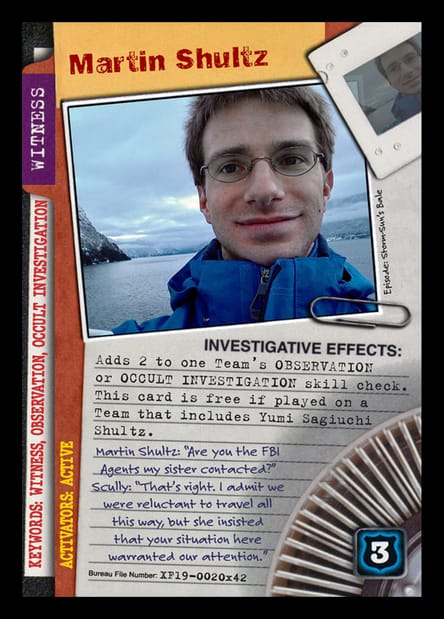 Martin Shultz
WITNESS
KEYWORDS: WITNESS, OBSERVATION, OCCULT INVESTIGATION
ACTIVATORS: ACTIVE
Episode: Storm-Sun's Bale
INVESTIGATIVE EFFECTS:
Adds 2 to one Team's OBSERVATION
or OCCULT INVESTIGATION skill check.
This card is free if played on a
Team that includes Yumi Sagiuchi
Shultz.
Martin Shultz: "Are you the FBI
Agents my sister contacted?"
Scully: "That's right. I admit we
were reluctant to travel all
this way, but she insisted
that your situation here
warranted our attention."
Bureau File Number: XF19-0020x42
3